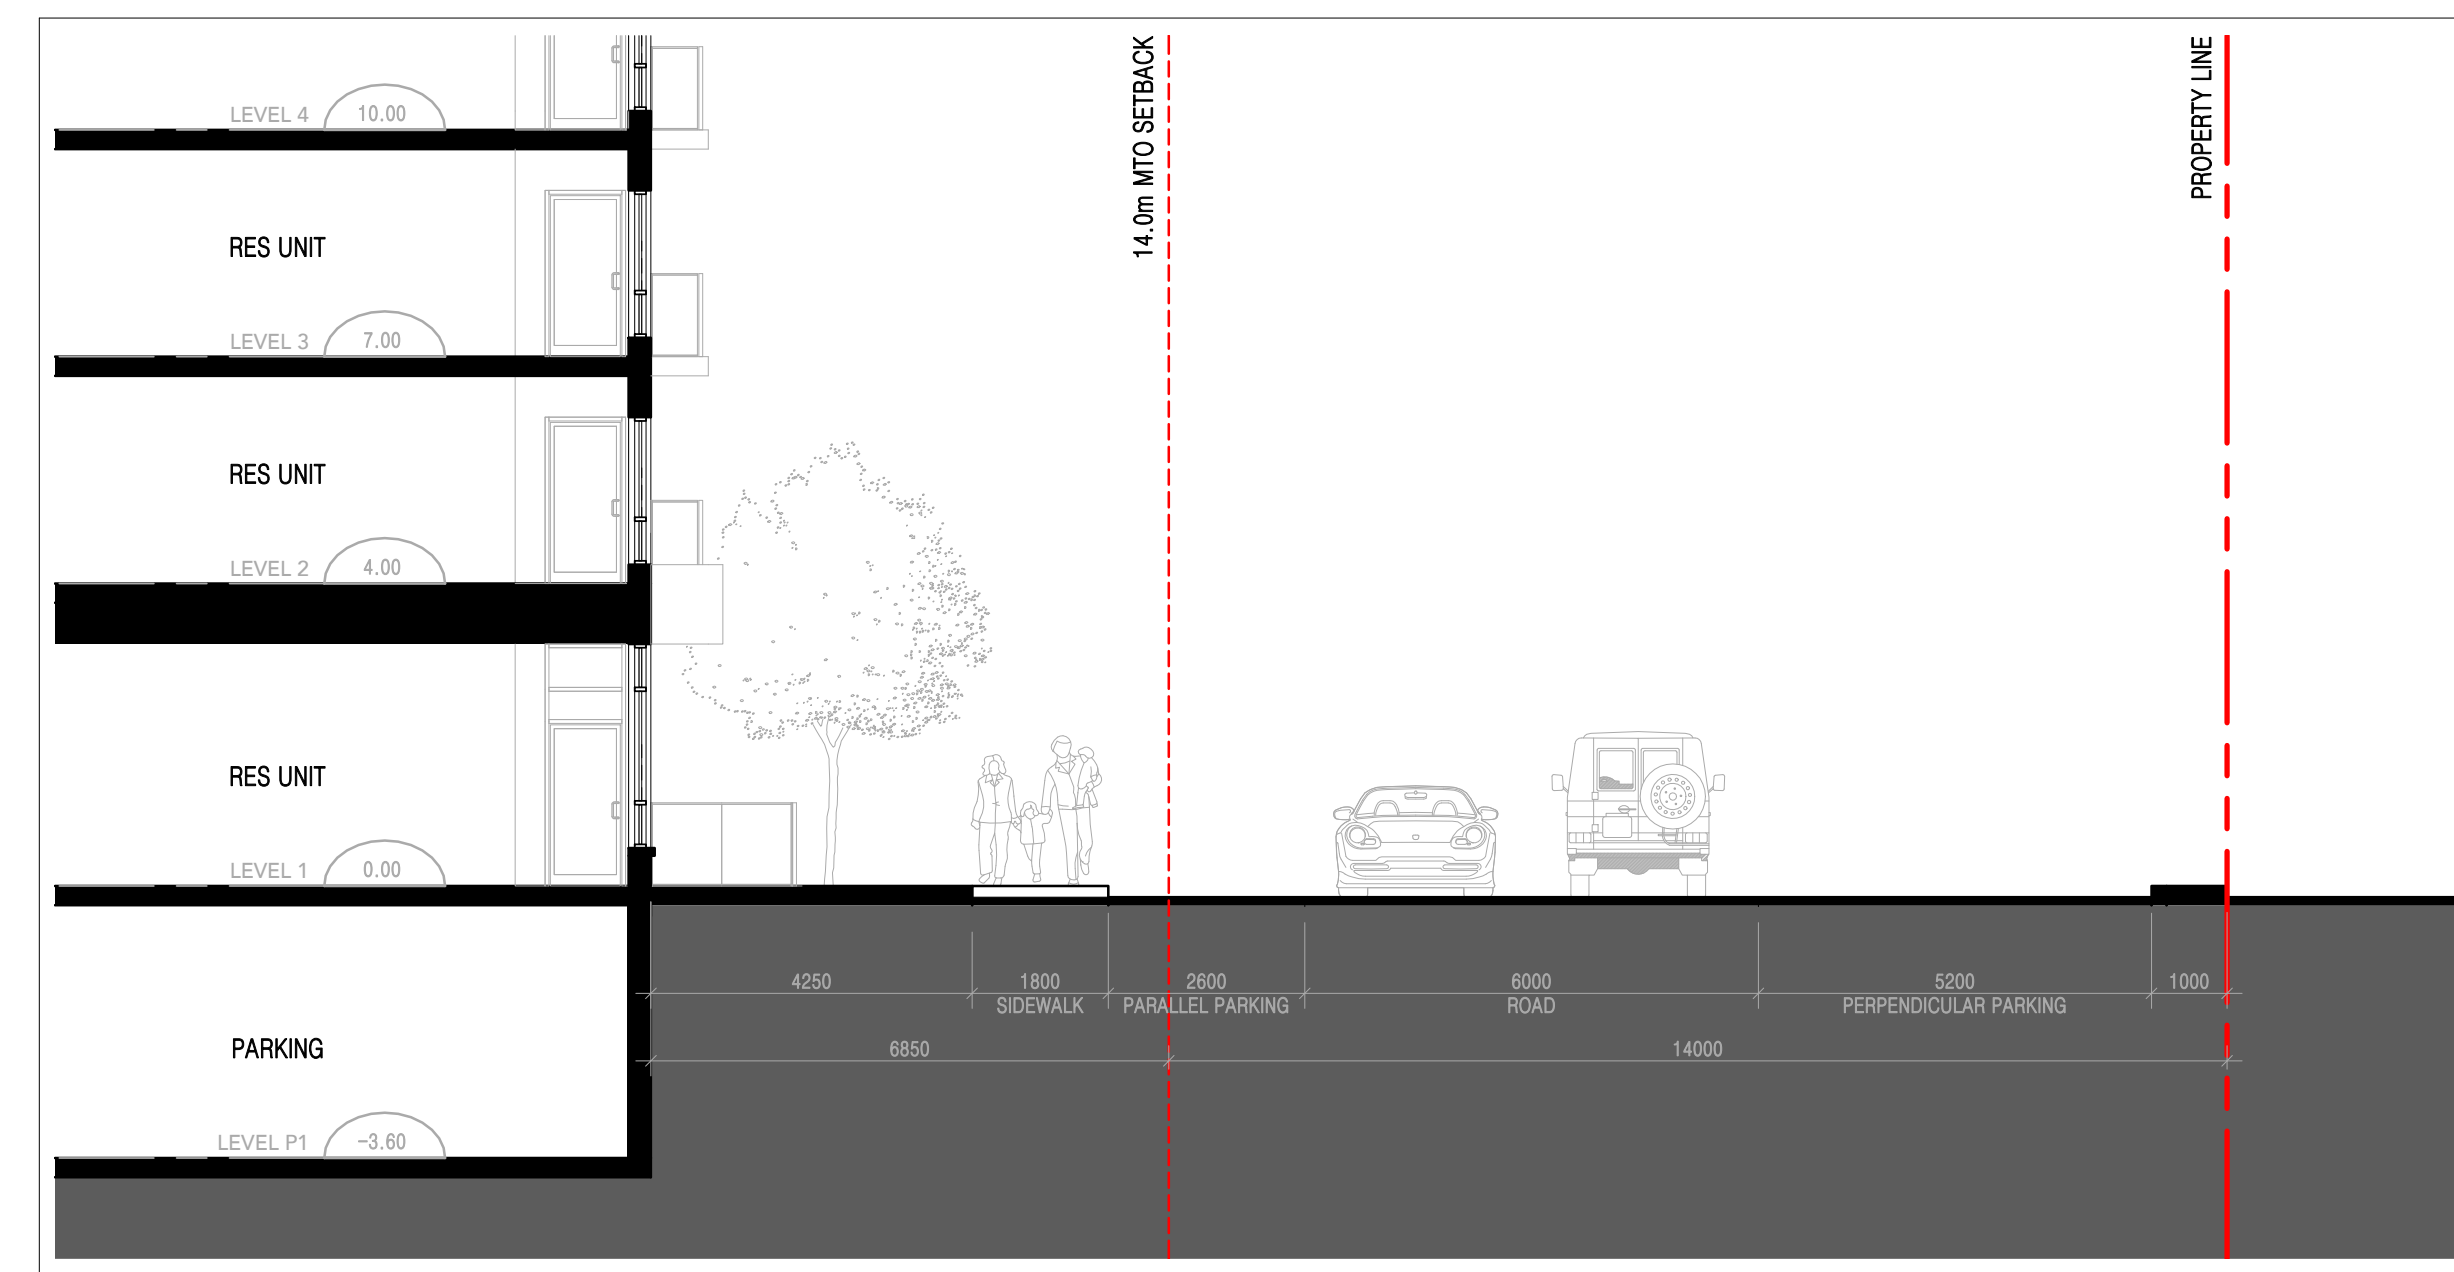 14.0m MTO SETBACK
PROPERTY LINE
LEVEL 4 10.00
RES UNIT
LEVEL 3 7.00
RES UNIT
LEVEL 2 4.00
RES UNIT
LEVEL 1 0.00
4250 1800 2600 6000 5200 1000
SIDEWALK PARALLEL PARKING ROAD PERPENDICULAR PARKING
PARKING
6850 14000
LEVEL P1 -3.60